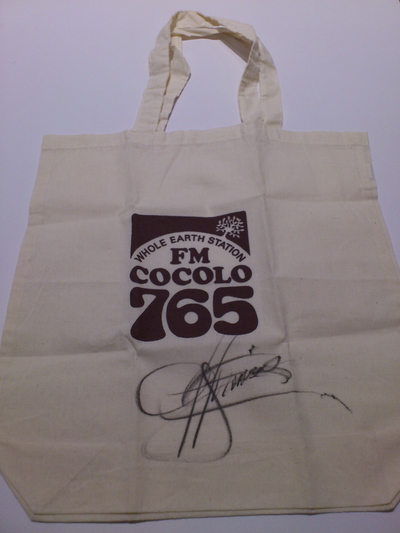 WHOLE EARTH STATION
FM
COCOLO
765